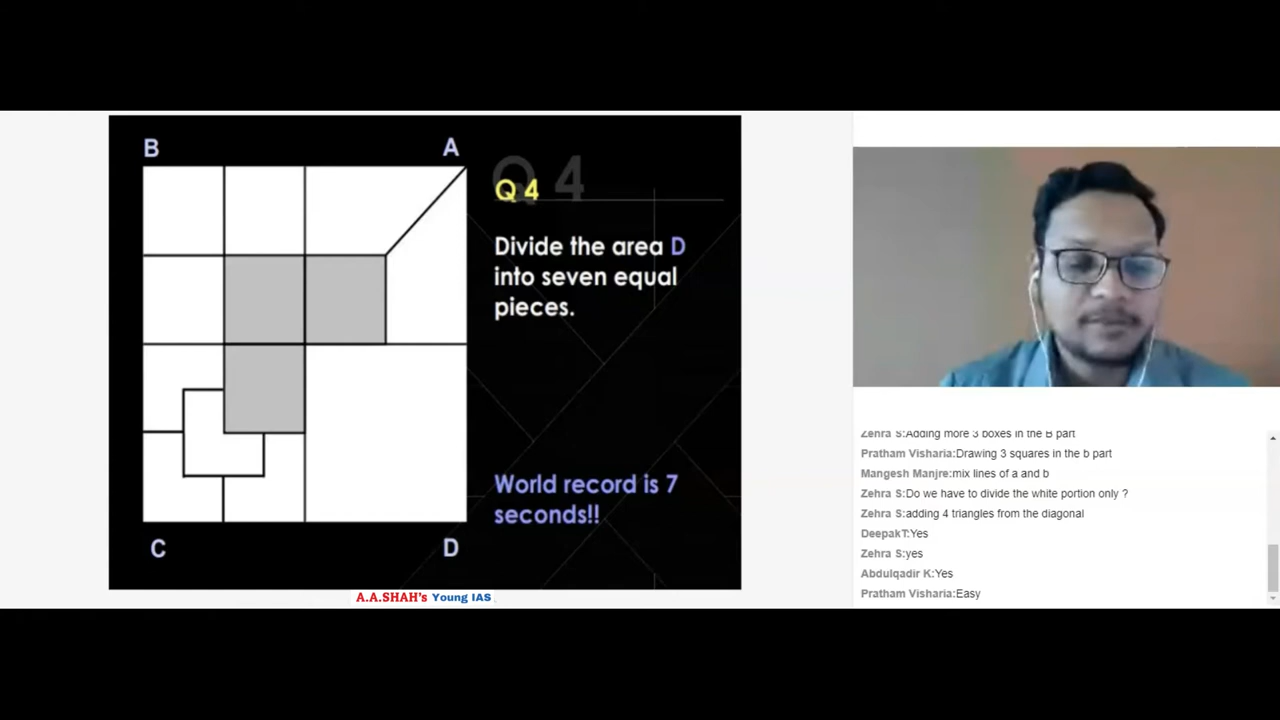 B
A
Q 4
Q 4
Divide the area D
into seven equal
pieces.
World record is 7
seconds!!
C
D
A.A.SHAH's Young IAS
Zehra S:Adding more 3 boxes in the B part
Pratham Visharia:Drawing 3 squares in the b part
Mangesh Manjre:mix lines of a and b
Zehra S:Do we have to divide the white portion only ?
Zehra S:adding 4 triangles from the diagonal
DeepakT:Yes
Zehra S:yes
Abdulqadir K:Yes
Pratham Visharia:Easy